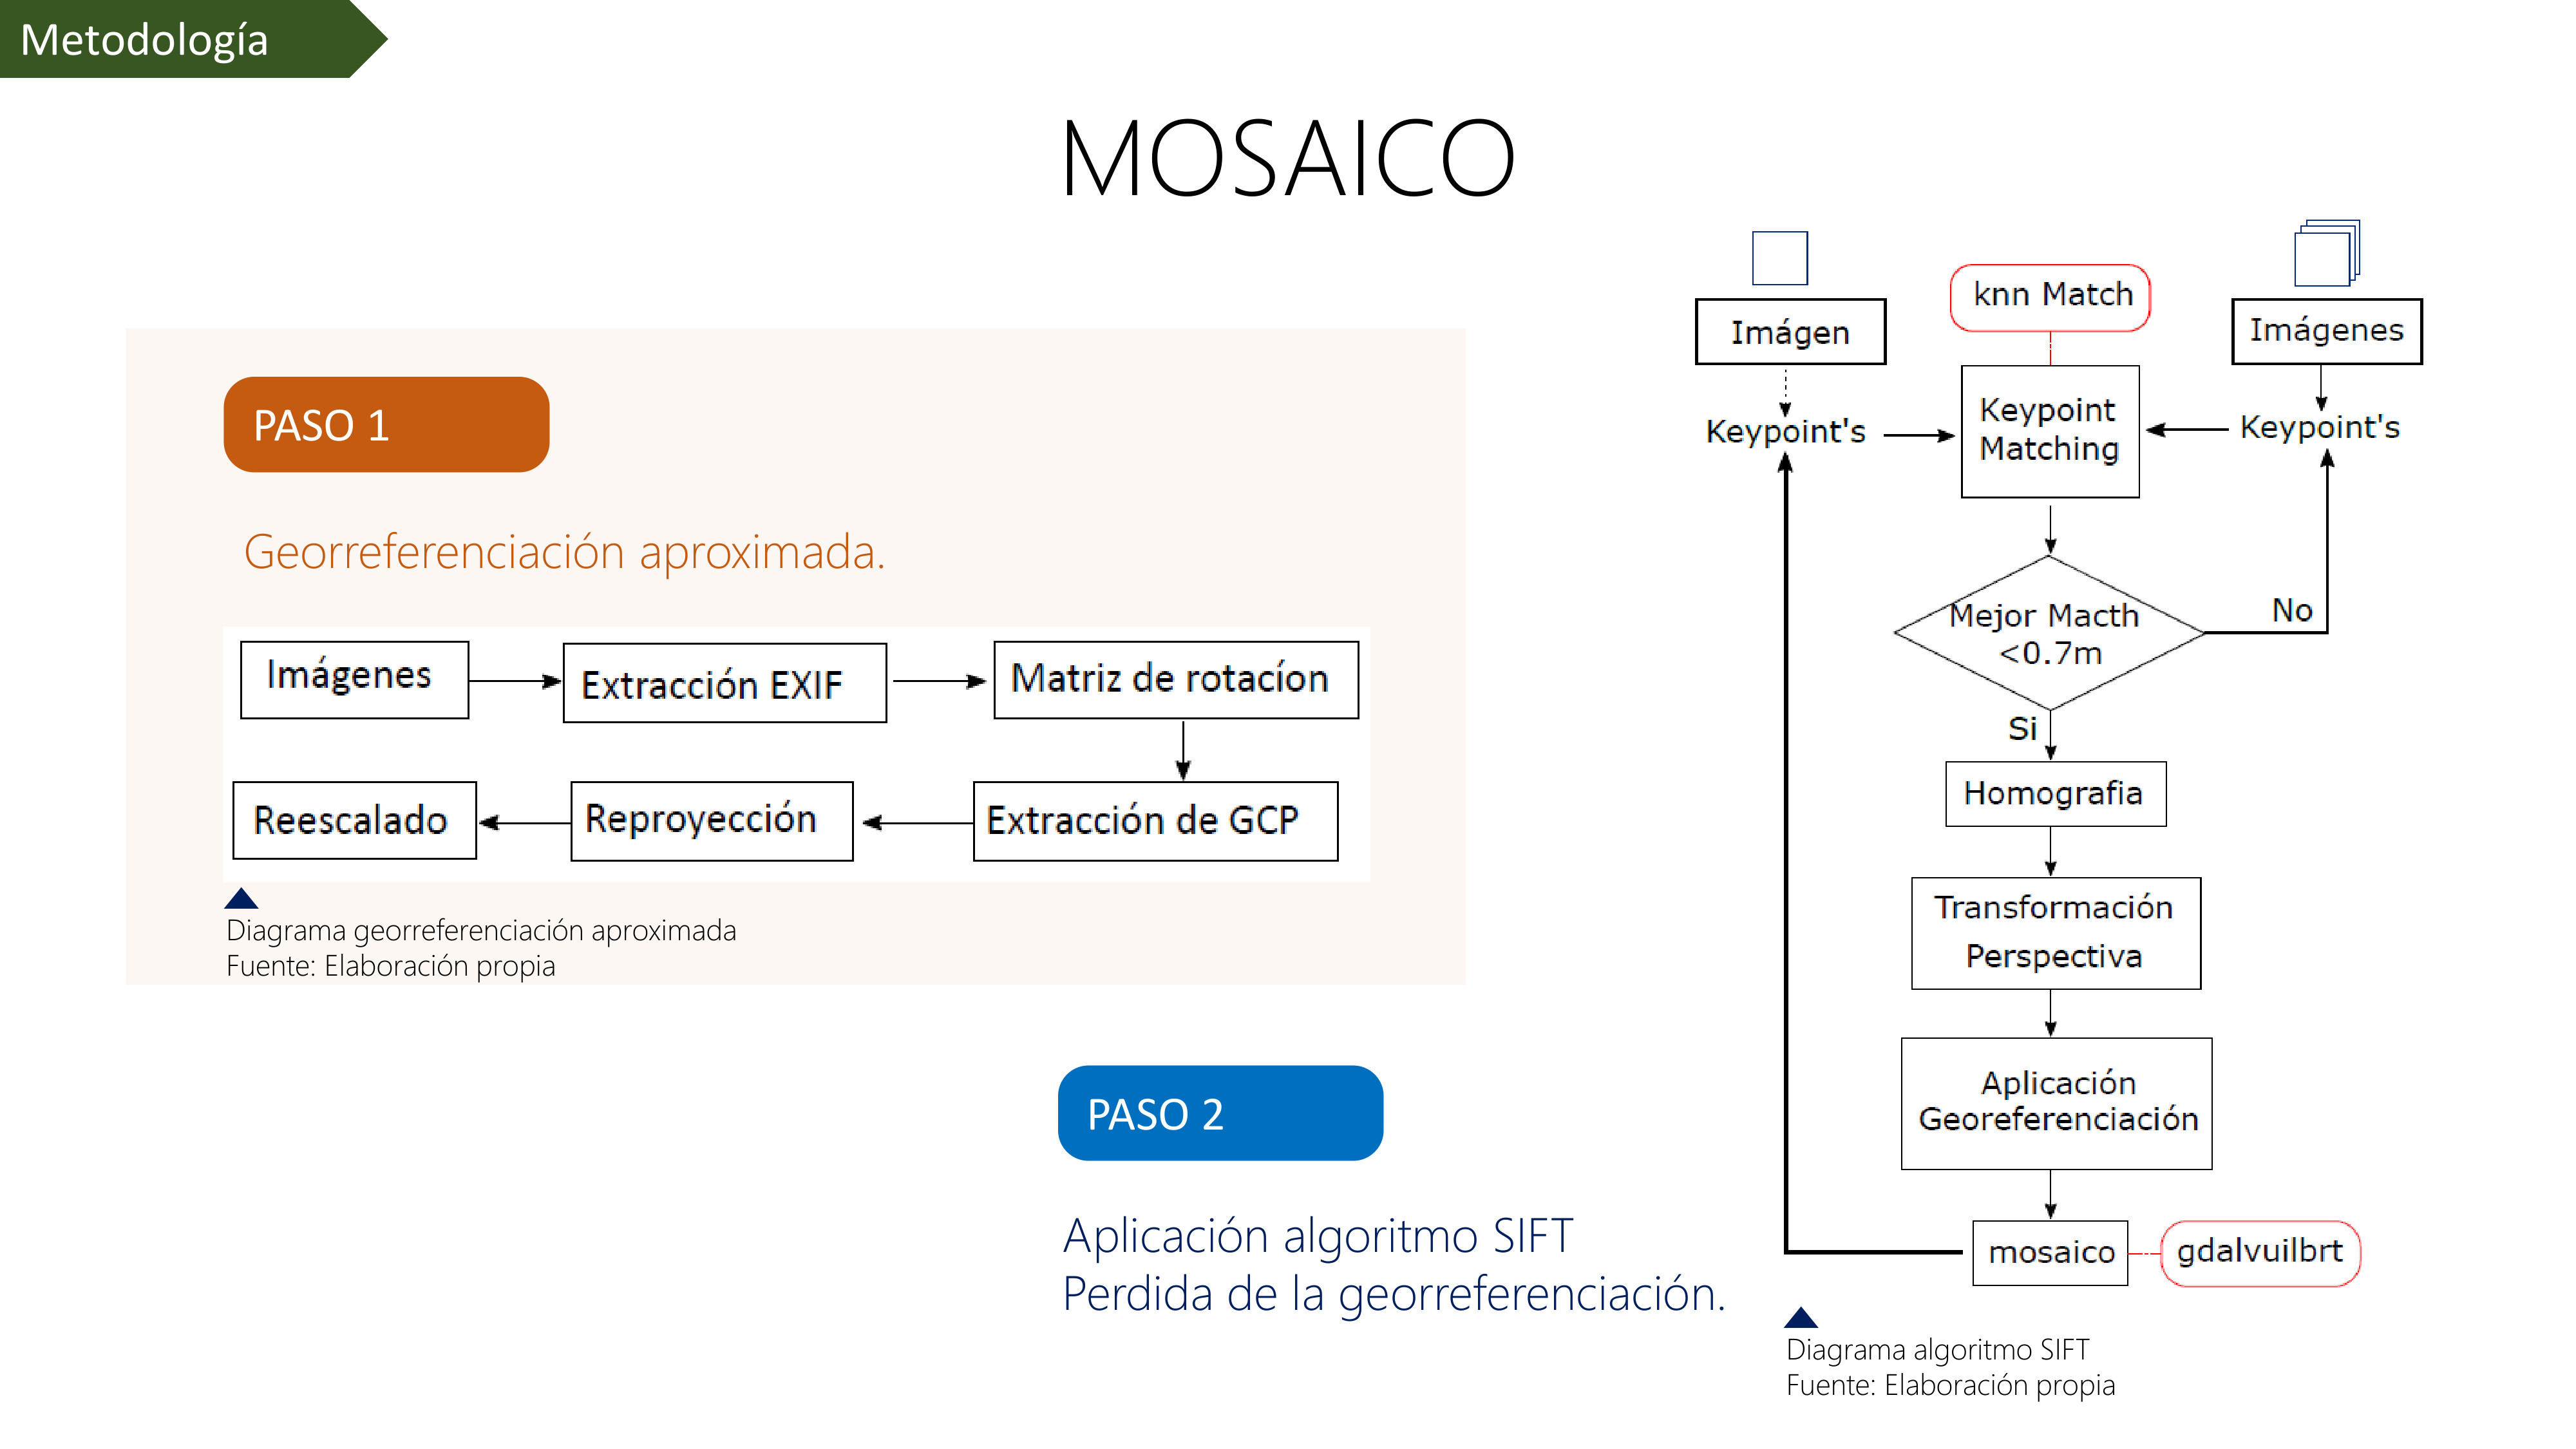 Metodología
MOSAICO
PASO 1
Georreferenciación aproximada.
Imágenes
Extracción EXIF
Matriz de rotacíon
Reescalado
Reproyección
Extracción de GCP
Diagrama georreferenciación aproximada
Fuente: Elaboración propia
PASO 2
Aplicación algoritmo SIFT
Perdida de la georreferenciación.
Imágen
knn Match
Imágenes
Keypoint's
Keypoint
Matching
Keypoint's
Mejor Macth
<0.7m
No
Si
Homografia
Transformación
Perspectiva
Aplicación
Georeferenciación
mosaico
gdalvuilbrt
Diagrama algoritmo SIFT
Fuente: Elaboración propia